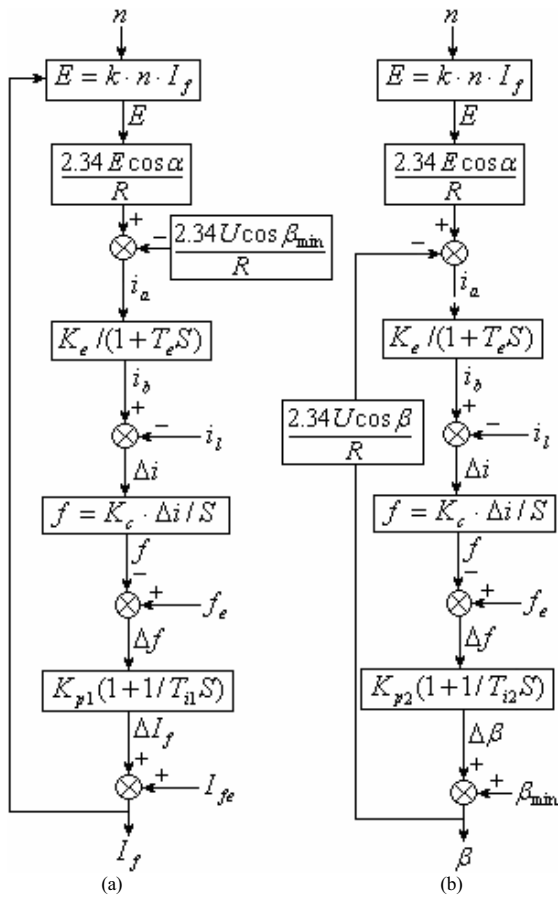 n
E = k · n · I_f
E
2.34 E cos α / R
+
−
2.34 U cos β_min / R
i_a
K_e /(1+T_e S)
i_b
+
−
i_l
Δi
f = K_c · Δi / S
f
−
+
f_e
Δf
K_p1 (1+1/T_i1 S)
ΔI_f
+
+
I_fe
I_f
(a)
n
E = k · n · I_f
E
2.34 E cos α / R
+
−
i_a
K_e /(1+T_e S)
i_b
+
−
i_l
2.34 U cos β / R
Δi
f = K_c · Δi / S
f
−
+
f_e
Δf
K_p2 (1+1/T_i2 S)
Δβ
+
+
β_min
β
(b)